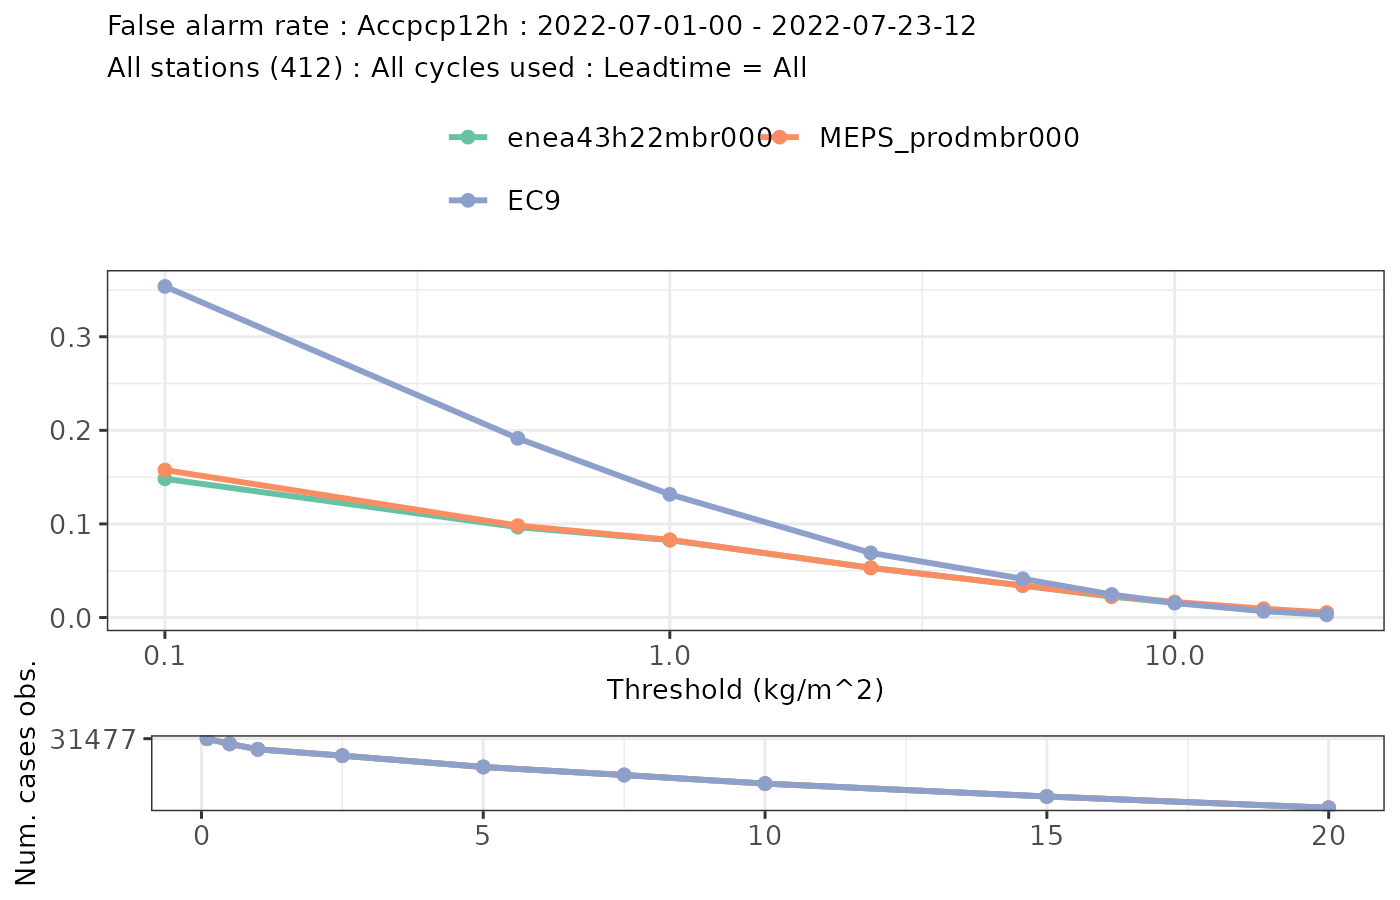 False alarm rate : Accpcp12h : 2022-07-01-00 - 2022-07-23-12
All stations (412) : All cycles used : Leadtime = All
enea43h22mbr000 MEPS_prodmbr000
EC9
0.3
0.2
0.1
0.0
0.1 1.0 10.0
Threshold (kg/m^2)
Num. cases obs.
31477
0 5 10 15 20